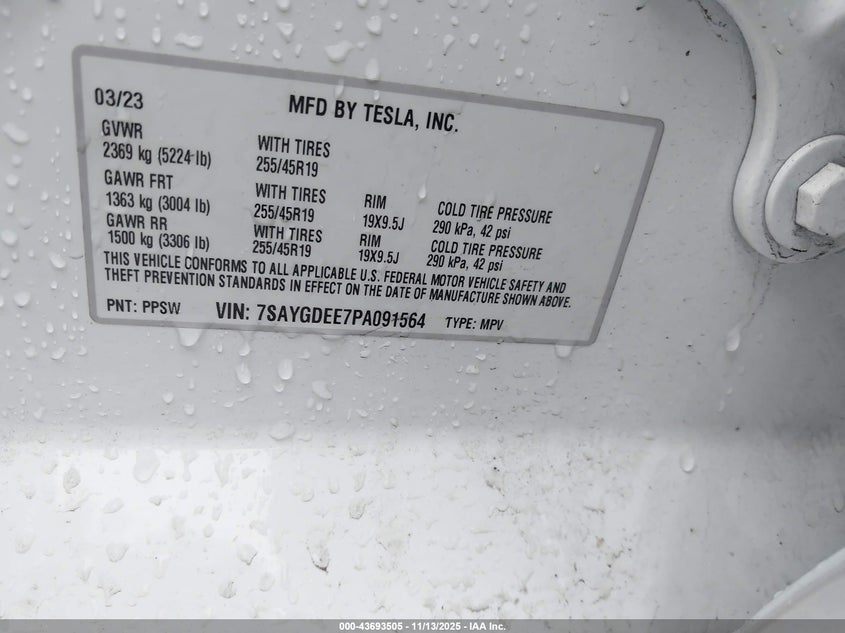 03/23
MFD BY TESLA, INC.
GVWR
2369 kg (5224 lb)
WITH TIRES
255/45R19
GAWR FRT
1363 kg (3004 lb)
WITH TIRES
255/45R19
RIM
19X9.5J
COLD TIRE PRESSURE
290 kPa, 42 psi
GAWR RR
1500 kg (3306 lb)
WITH TIRES
255/45R19
RIM
19X9.5J
COLD TIRE PRESSURE
290 kPa, 42 psi
THIS VEHICLE CONFORMS TO ALL APPLICABLE U.S. FEDERAL MOTOR VEHICLE SAFETY AND
THEFT PREVENTION STANDARDS IN EFFECT ON THE DATE OF MANUFACTURE SHOWN ABOVE.
PNT: PPSW VIN: 7SAYGDEE7PA091564 TYPE: MPV
000-43693505 - 11/13/2025 - IAA Inc.